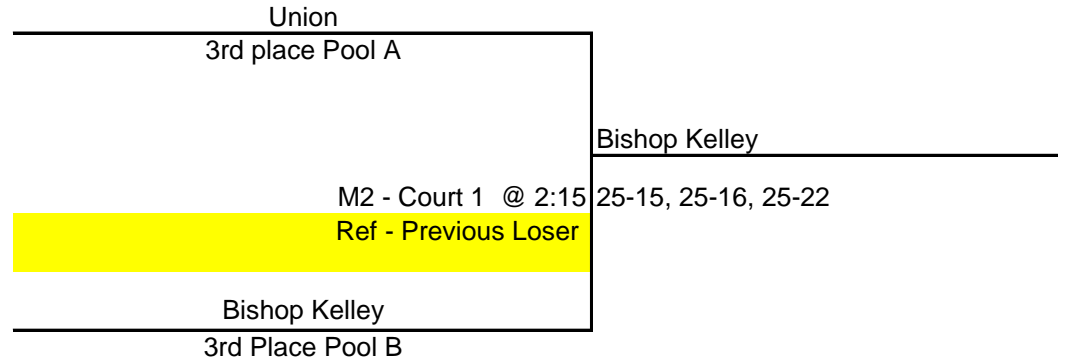 Union
3rd place Pool A
Bishop Kelley
M2 - Court 1 @ 2:15 25-15, 25-16, 25-22
Ref - Previous Loser
Bishop Kelley
3rd Place Pool B